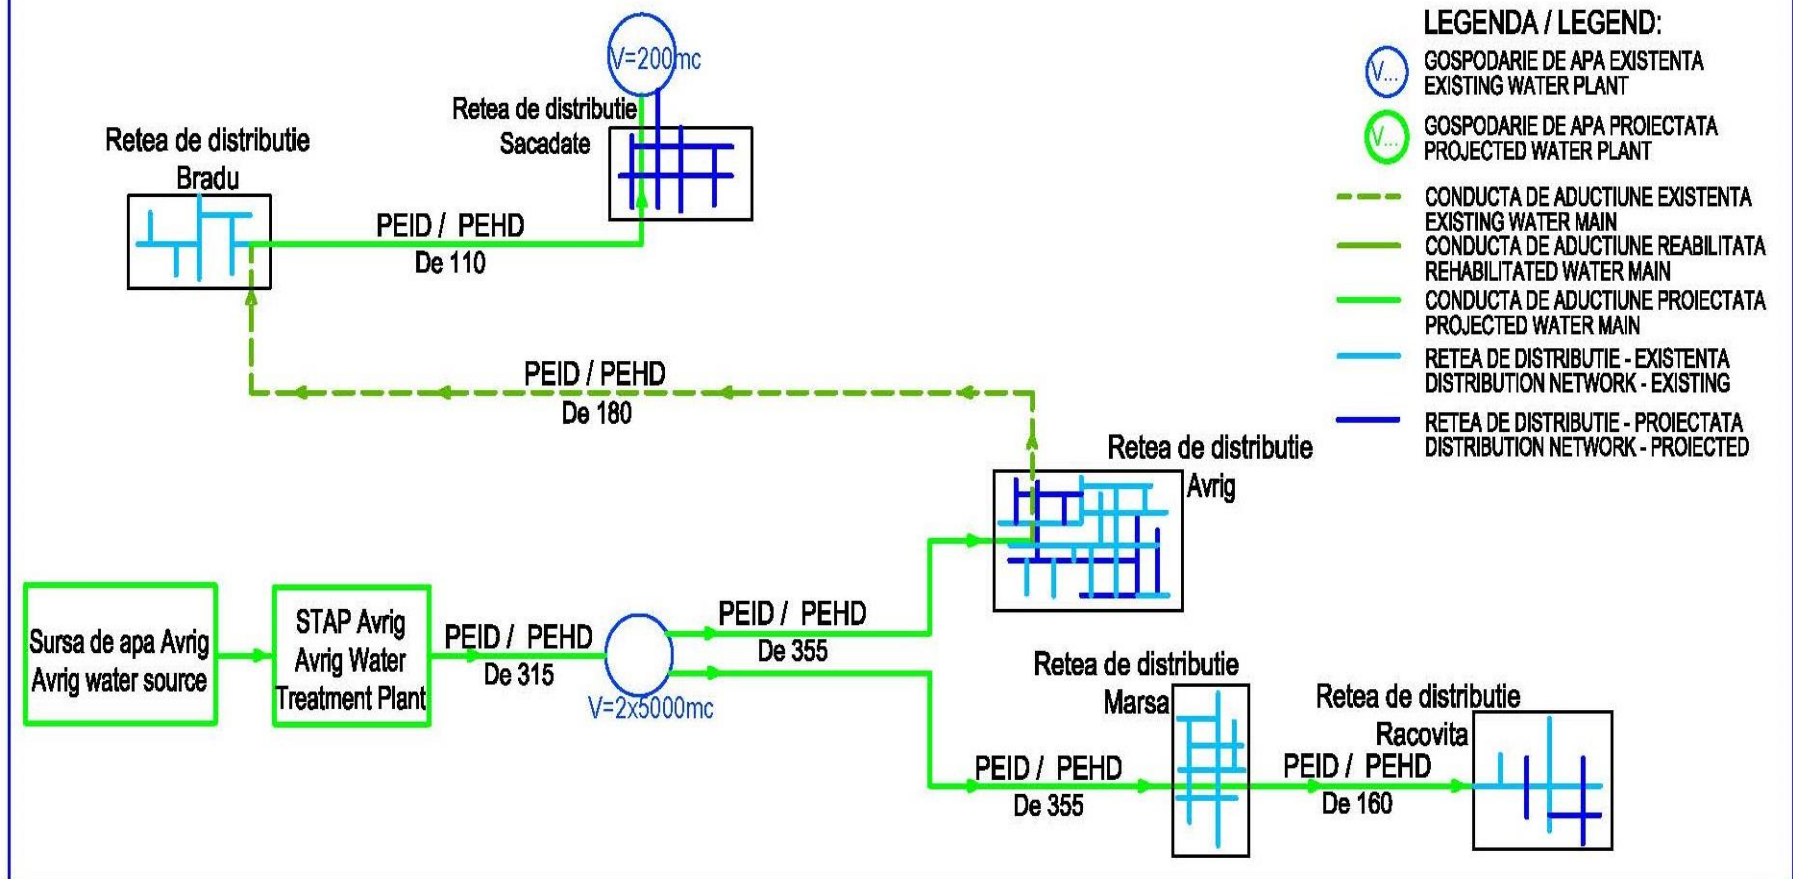 LEGENDA / LEGEND:
V...
GOSPODARIE DE APA EXISTENTA
EXISTING WATER PLANT
V...
GOSPODARIE DE APA PROIECTATA
PROJECTED WATER PLANT
CONDUCTA DE ADUCTIUNE EXISTENTA
EXISTING WATER MAIN
CONDUCTA DE ADUCTIUNE REABILITATA
REHABILITATED WATER MAIN
CONDUCTA DE ADUCTIUNE PROIECTATA
PROJECTED WATER MAIN
RETEA DE DISTRIBUTIE - EXISTENTA
DISTRIBUTION NETWORK - EXISTING
RETEA DE DISTRIBUTIE - PROIECTATA
DISTRIBUTION NETWORK - PROIECTED
V=200mc
Retea de distributie
Sacadate
Retea de distributie
Bradu
PEID / PEHD
De 110
PEID / PEHD
De 180
Retea de distributie
Avrig
Sursa de apa Avrig
Avrig water source
STAP Avrig
Avrig Water
Treatment Plant
PEID / PEHD
De 315
V=2x5000mc
PEID / PEHD
De 355
Retea de distributie
Marsa
PEID / PEHD
De 355
Retea de distributie
Racovita
PEID / PEHD
De 160